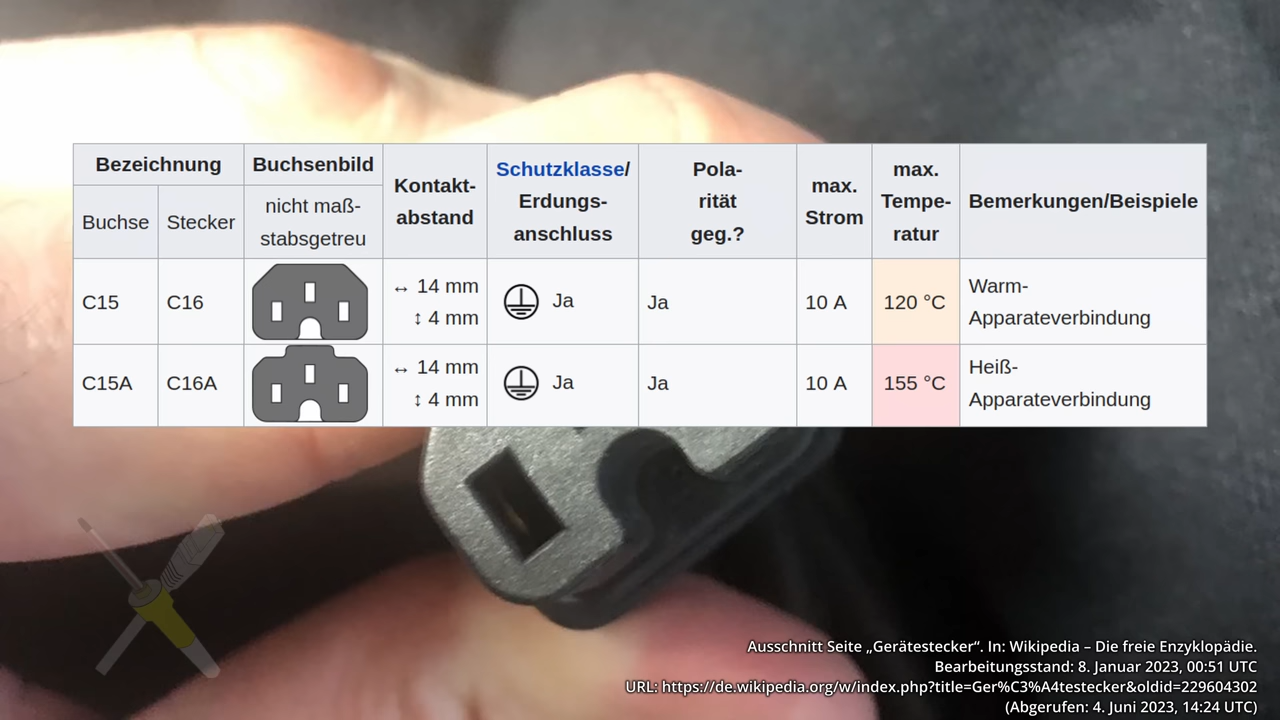 Bezeichnung
Buchsenbild
Kontakt-
abstand
Schutzklasse/
Erdungs-
anschluss
Pola-
rität
geg.?
max.
Strom
max.
Tempe-
ratur
Bemerkungen/Beispiele
Buchse
Stecker
nicht maß-
stabsgetreu
C15
C16
↔ 14 mm
↕ 4 mm
Ja
Ja
10 A
120 °C
Warm-
Apparateverbindung
C15A
C16A
↔ 14 mm
↕ 4 mm
Ja
Ja
10 A
155 °C
Heiß-
Apparateverbindung
Ausschnitt Seite „Gerätestecker“. In: Wikipedia – Die freie Enzyklopädie.
Bearbeitungsstand: 8. Januar 2023, 00:51 UTC
URL: https://de.wikipedia.org/w/index.php?title=Ger%C3%A4testecker&oldid=229604302
(Abgerufen: 4. Juni 2023, 14:24 UTC)